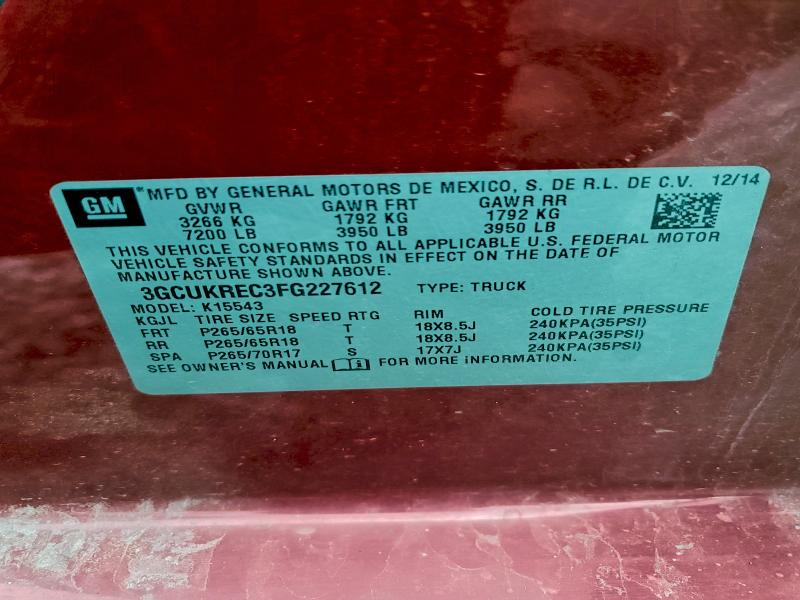 GM ® MFD BY GENERAL MOTORS DE MEXICO, S. DE R.L. DE C.V. 12/14
GVWR GAWR FRT GAWR RR
3266 KG 1792 KG 1792 KG
7200 LB 3950 LB 3950 LB
THIS VEHICLE CONFORMS TO ALL APPLICABLE U.S. FEDERAL MOTOR
VEHICLE SAFETY STANDARDS IN EFFECT ON THE DATE OF
MANUFACTURE SHOWN ABOVE.
3GCUKREC3FG227612 TYPE: TRUCK
MODEL: K15543
KGJL TIRE SIZE SPEED RTG RIM COLD TIRE PRESSURE
FRT P265/65R18 T 18X8.5J 240KPA(35PSI)
RR P265/65R18 T 18X8.5J 240KPA(35PSI)
SPA P265/70R17 S 17X7J 240KPA(35PSI)
SEE OWNER'S MANUAL i FOR MORE INFORMATION.